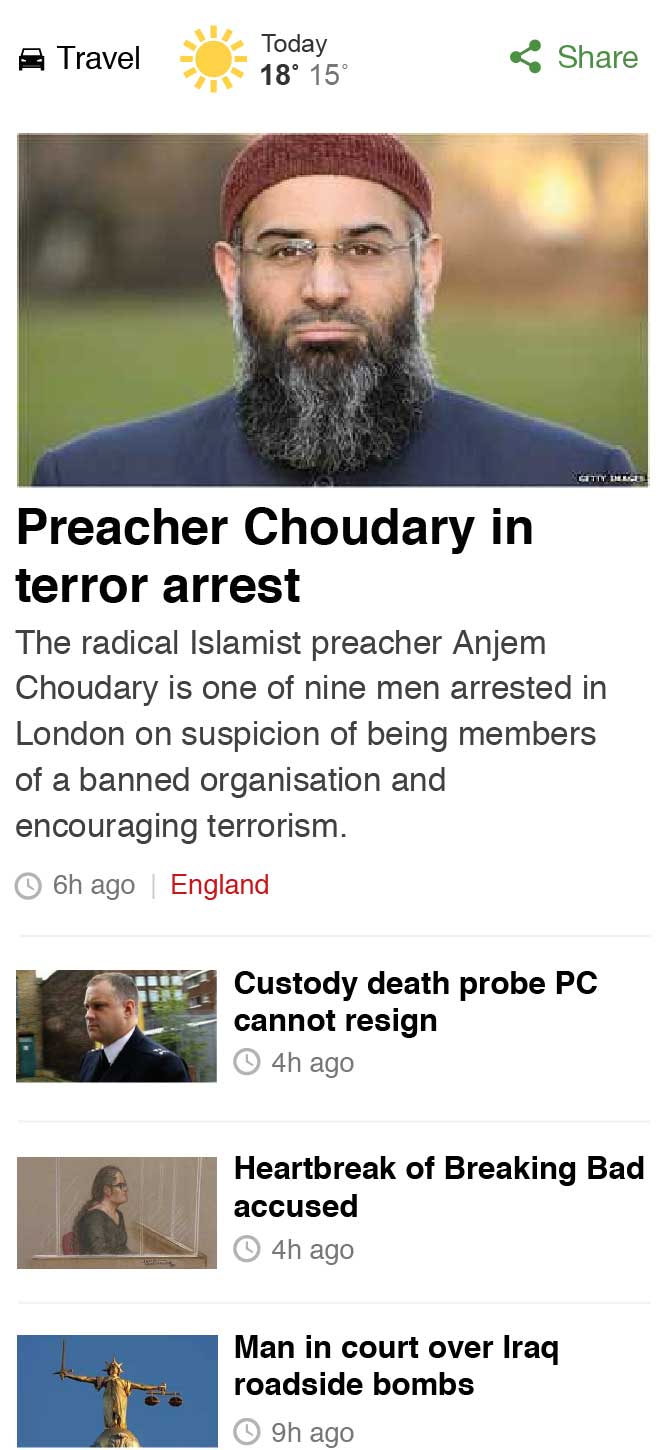 Travel
Today
18° 15°
Share
GETTY IMAGES
Preacher Choudary in
terror arrest
The radical Islamist preacher Anjem
Choudary is one of nine men arrested in
London on suspicion of being members
of a banned organisation and
encouraging terrorism.
6h ago | England
Custody death probe PC
cannot resign
4h ago
Heartbreak of Breaking Bad
accused
4h ago
Man in court over Iraq
roadside bombs
9h ago